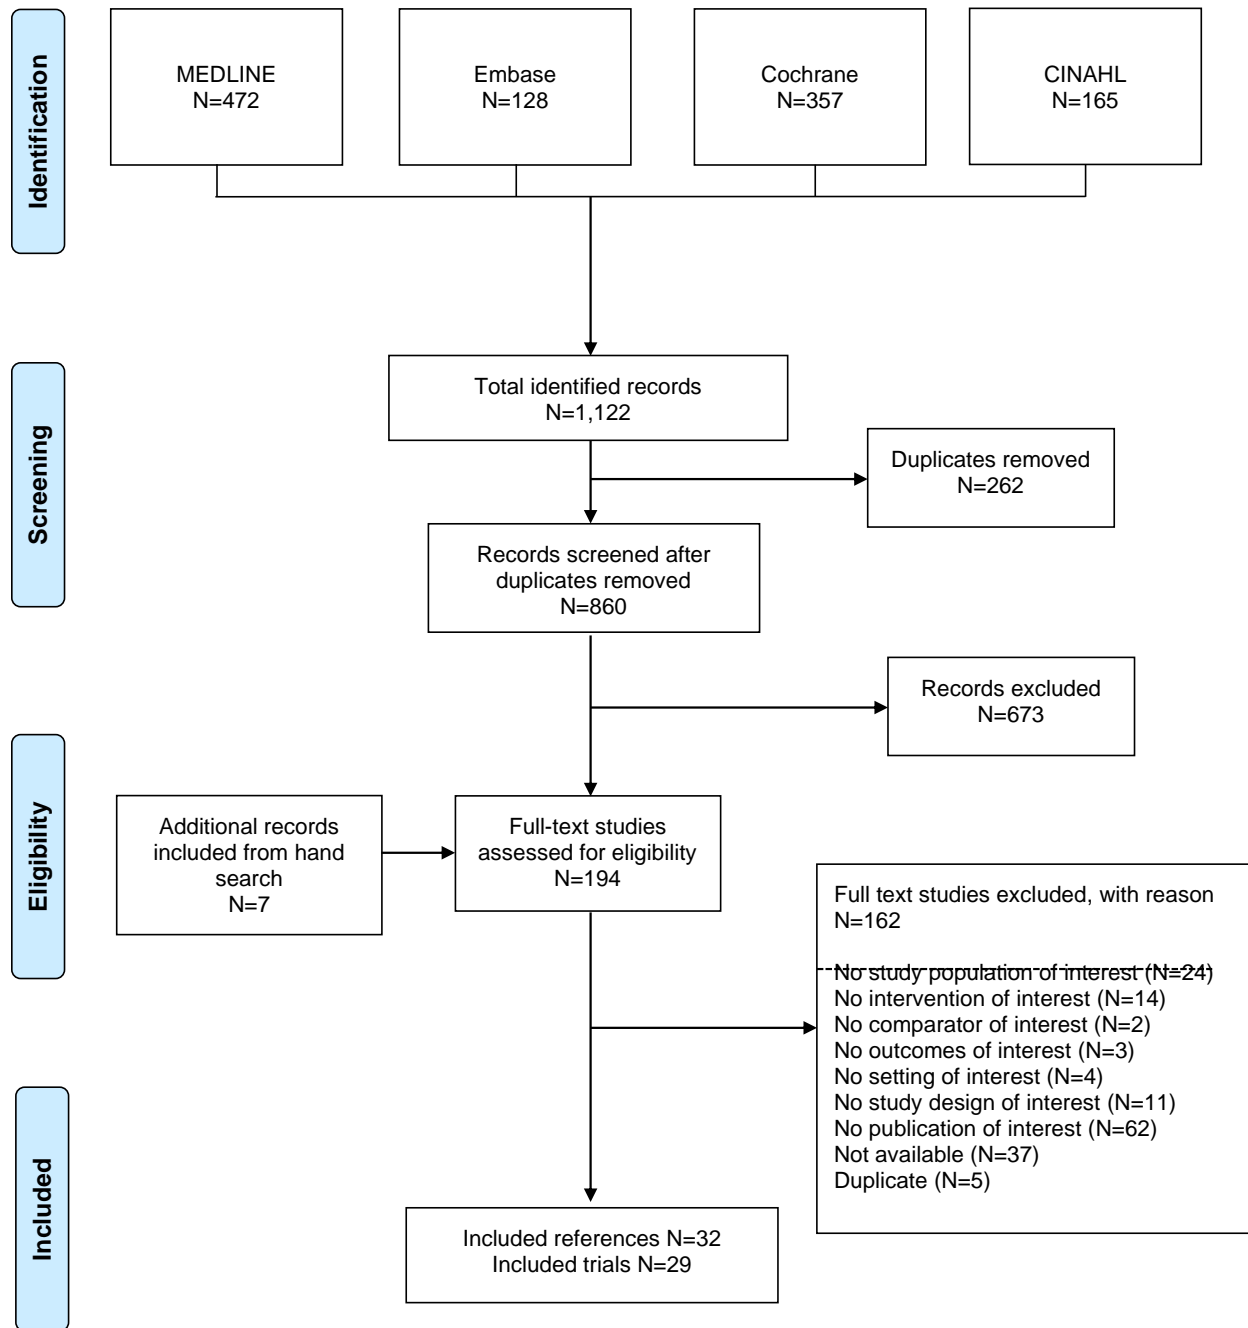 Identification
MEDLINE
N=472
Embase
N=128
Cochrane
N=357
CINAHL
N=165
Screening
Total identified records
N=1,122
Duplicates removed
N=262
Records screened after
duplicates removed
N=860
Records excluded
N=673
Eligibility
Additional records
included from hand
search
N=7
Full-text studies
assessed for eligibility
N=194
Full text studies excluded, with reason
N=162
No study population of interest (N=24)
No intervention of interest (N=14)
No comparator of interest (N=2)
No outcomes of interest (N=3)
No setting of interest (N=4)
No study design of interest (N=11)
No publication of interest (N=62)
Not available (N=37)
Duplicate (N=5)
Included
Included references N=32
Included trials N=29